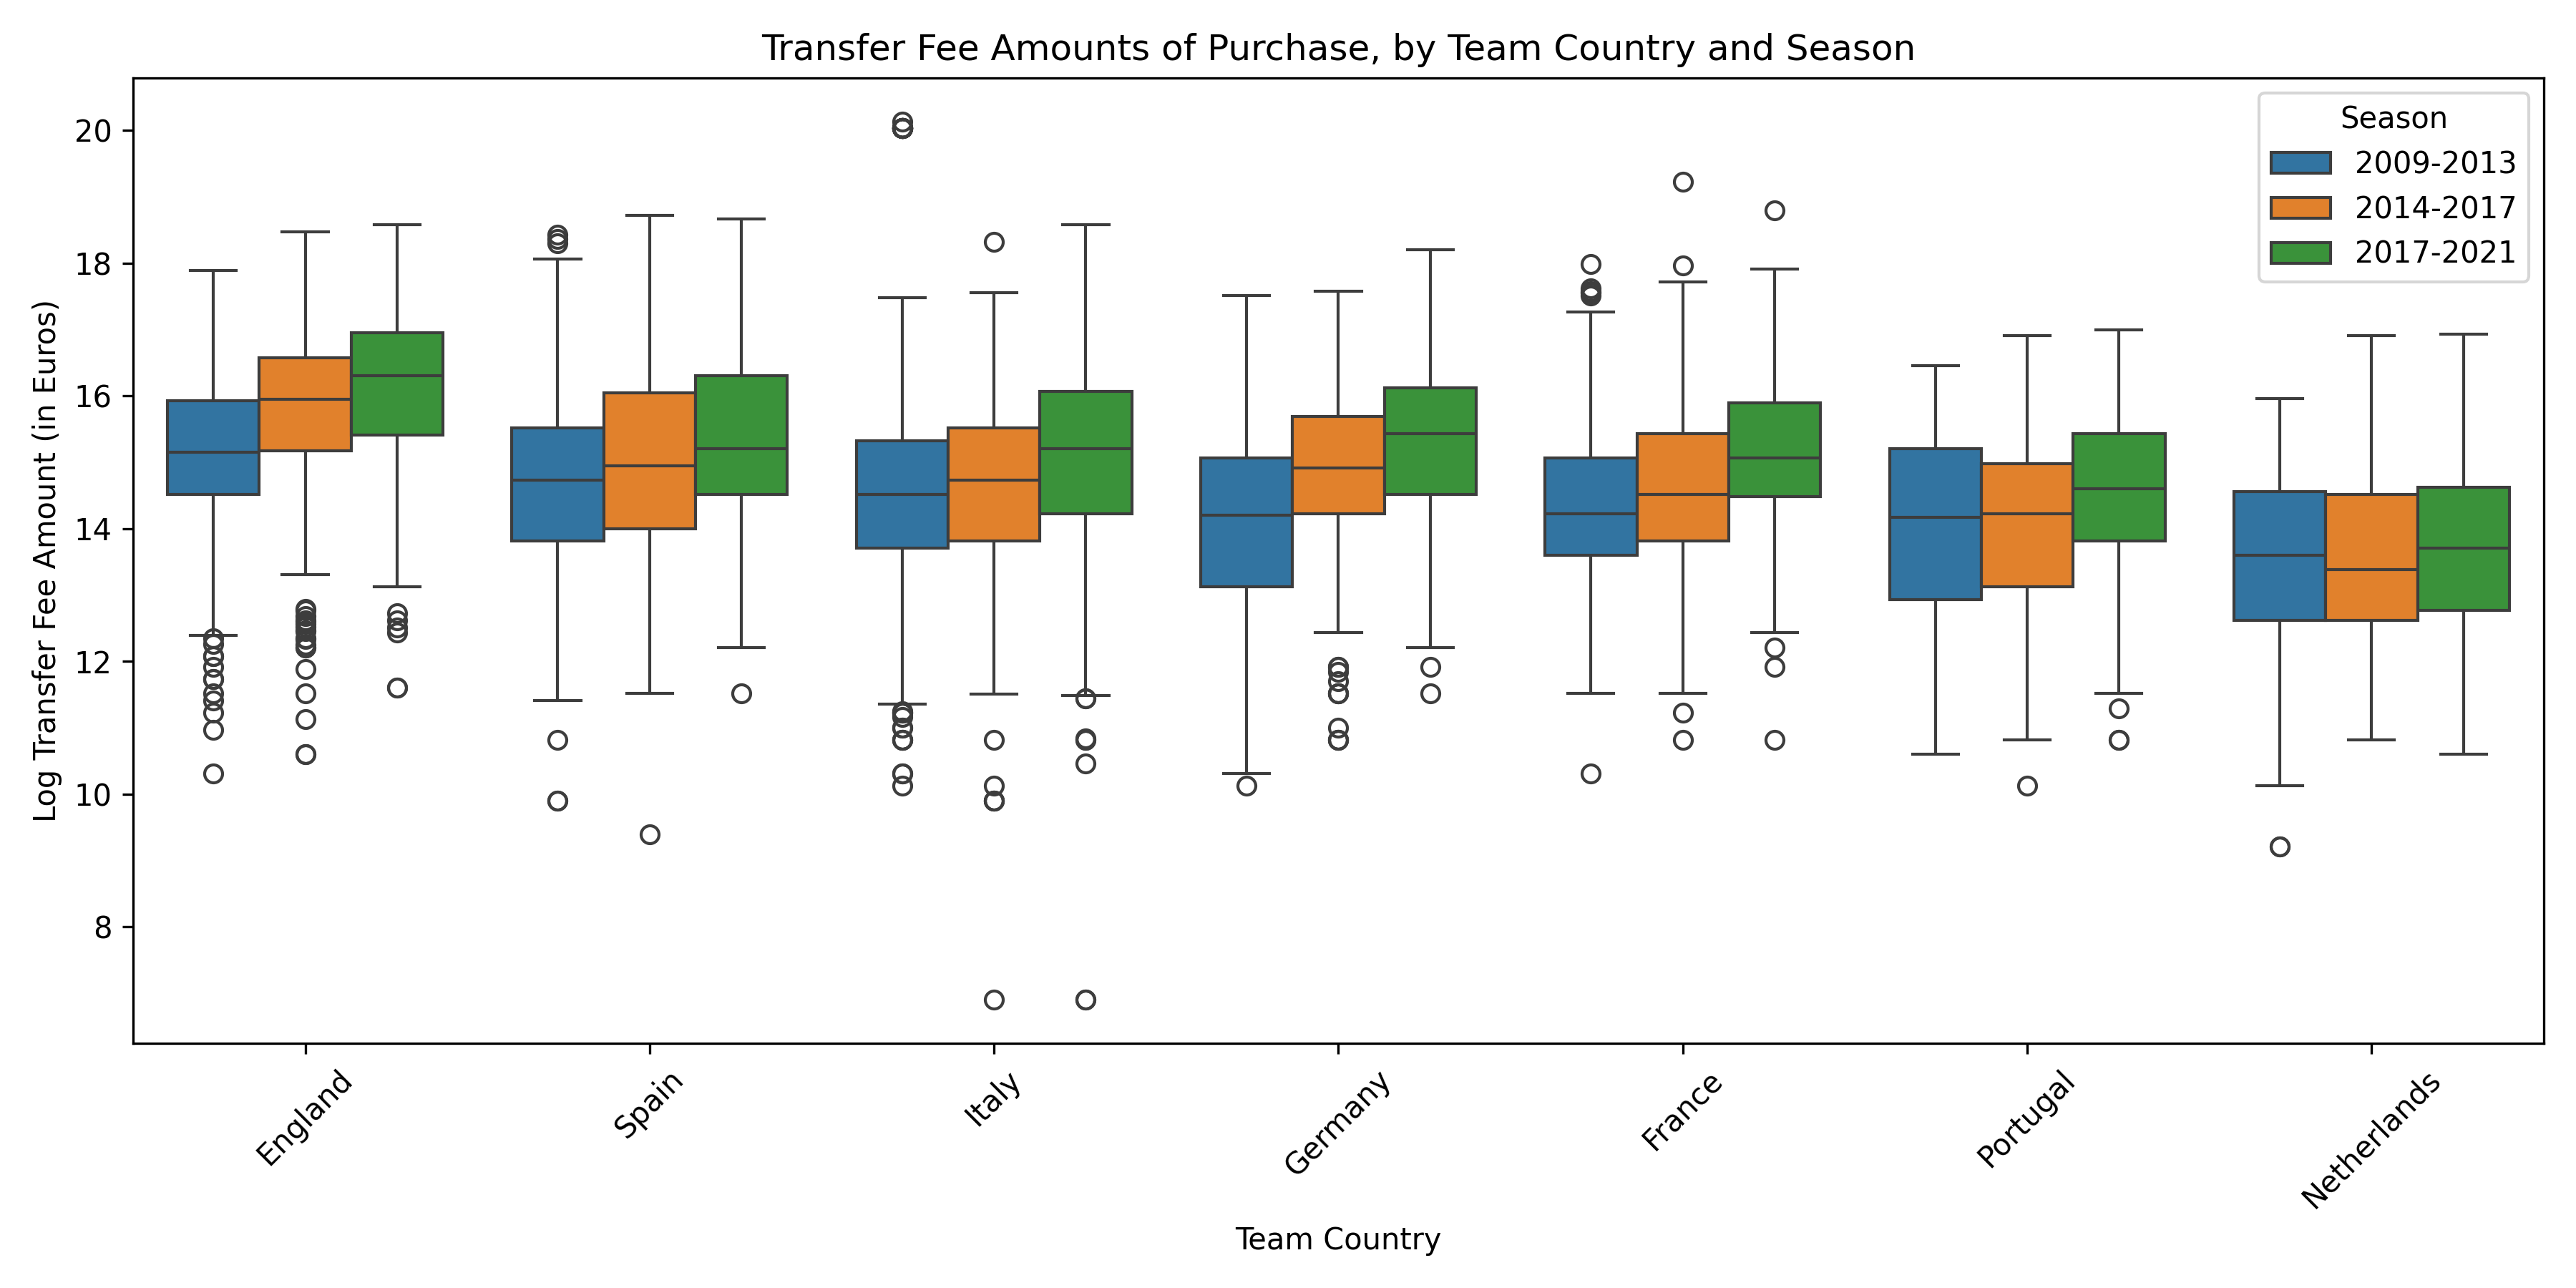 Transfer Fee Amounts of Purchase, by Team Country and Season
Log Transfer Fee Amount (in Euros)
20
18
16
14
12
10
8
Season
2009-2013
2014-2017
2017-2021
England
Spain
Italy
Germany
France
Portugal
Netherlands
Team Country